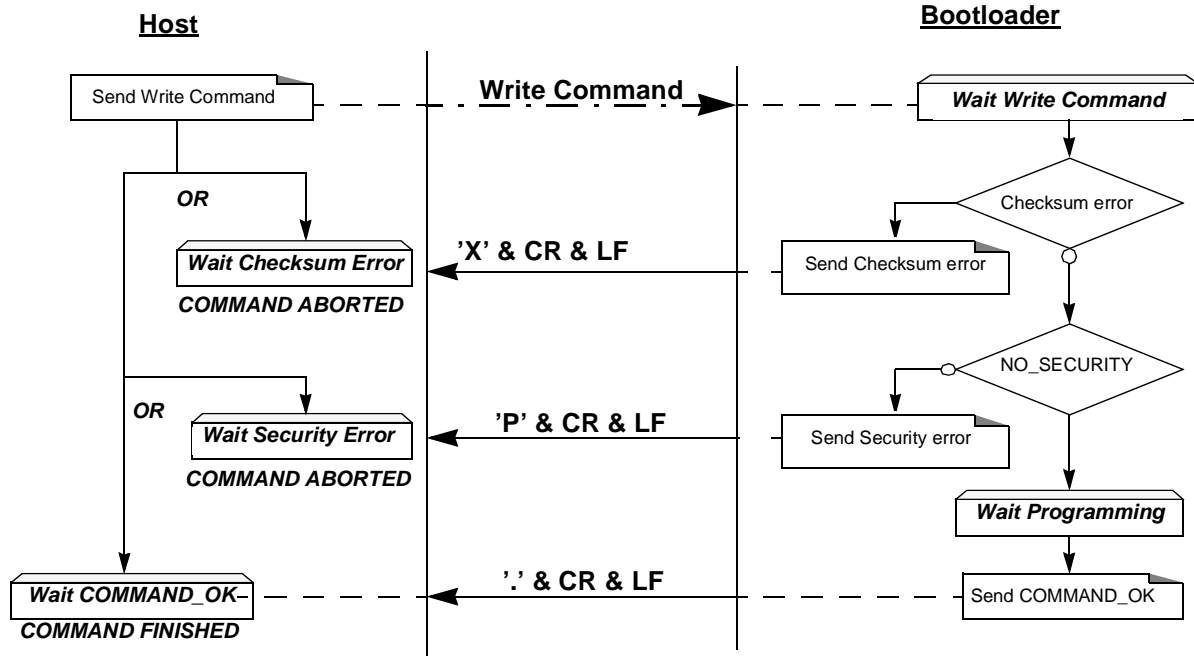 Host
Bootloader
Send Write Command
Write Command
Wait Write Command
OR
Checksum error
Wait Checksum Error
'X' & CR & LF
Send Checksum error
COMMAND ABORTED
NO_SECURITY
OR
Wait Security Error
'P' & CR & LF
Send Security error
COMMAND ABORTED
Wait Programming
Wait COMMAND_OK
'.' & CR & LF
Send COMMAND_OK
COMMAND FINISHED